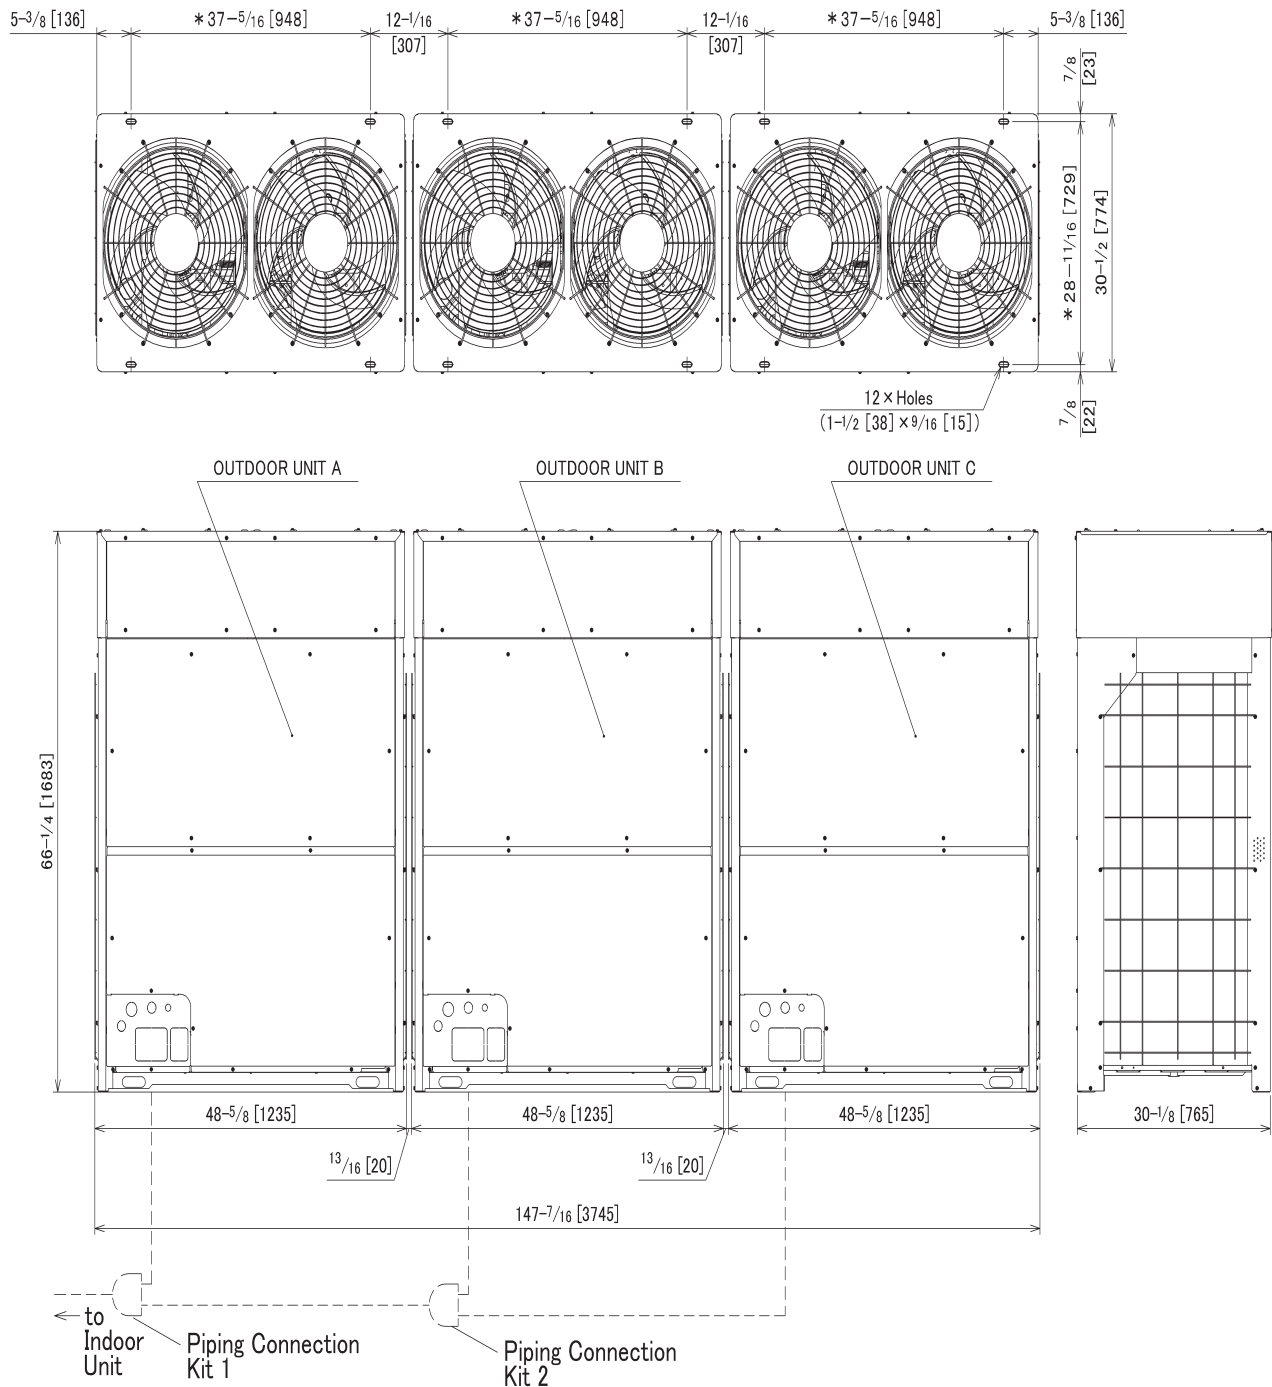 5-3/8 [136]
*37-5/16 [948]
12-1/16
[307]
*37-5/16 [948]
12-1/16
[307]
*37-5/16 [948]
5-3/8 [136]
7/8
[23]
*28-11/16 [729]
30-1/2 [774]
7/8
[22]
12×Holes
(1-1/2 [38]×9/16 [15])
OUTDOOR UNIT A
OUTDOOR UNIT B
OUTDOOR UNIT C
66-1/4 [1683]
48-5/8 [1235]
48-5/8 [1235]
48-5/8 [1235]
30-1/8 [765]
13/16 [20]
13/16 [20]
147-7/16 [3745]
to
Indoor
Unit
Piping Connection
Kit 1
Piping Connection
Kit 2